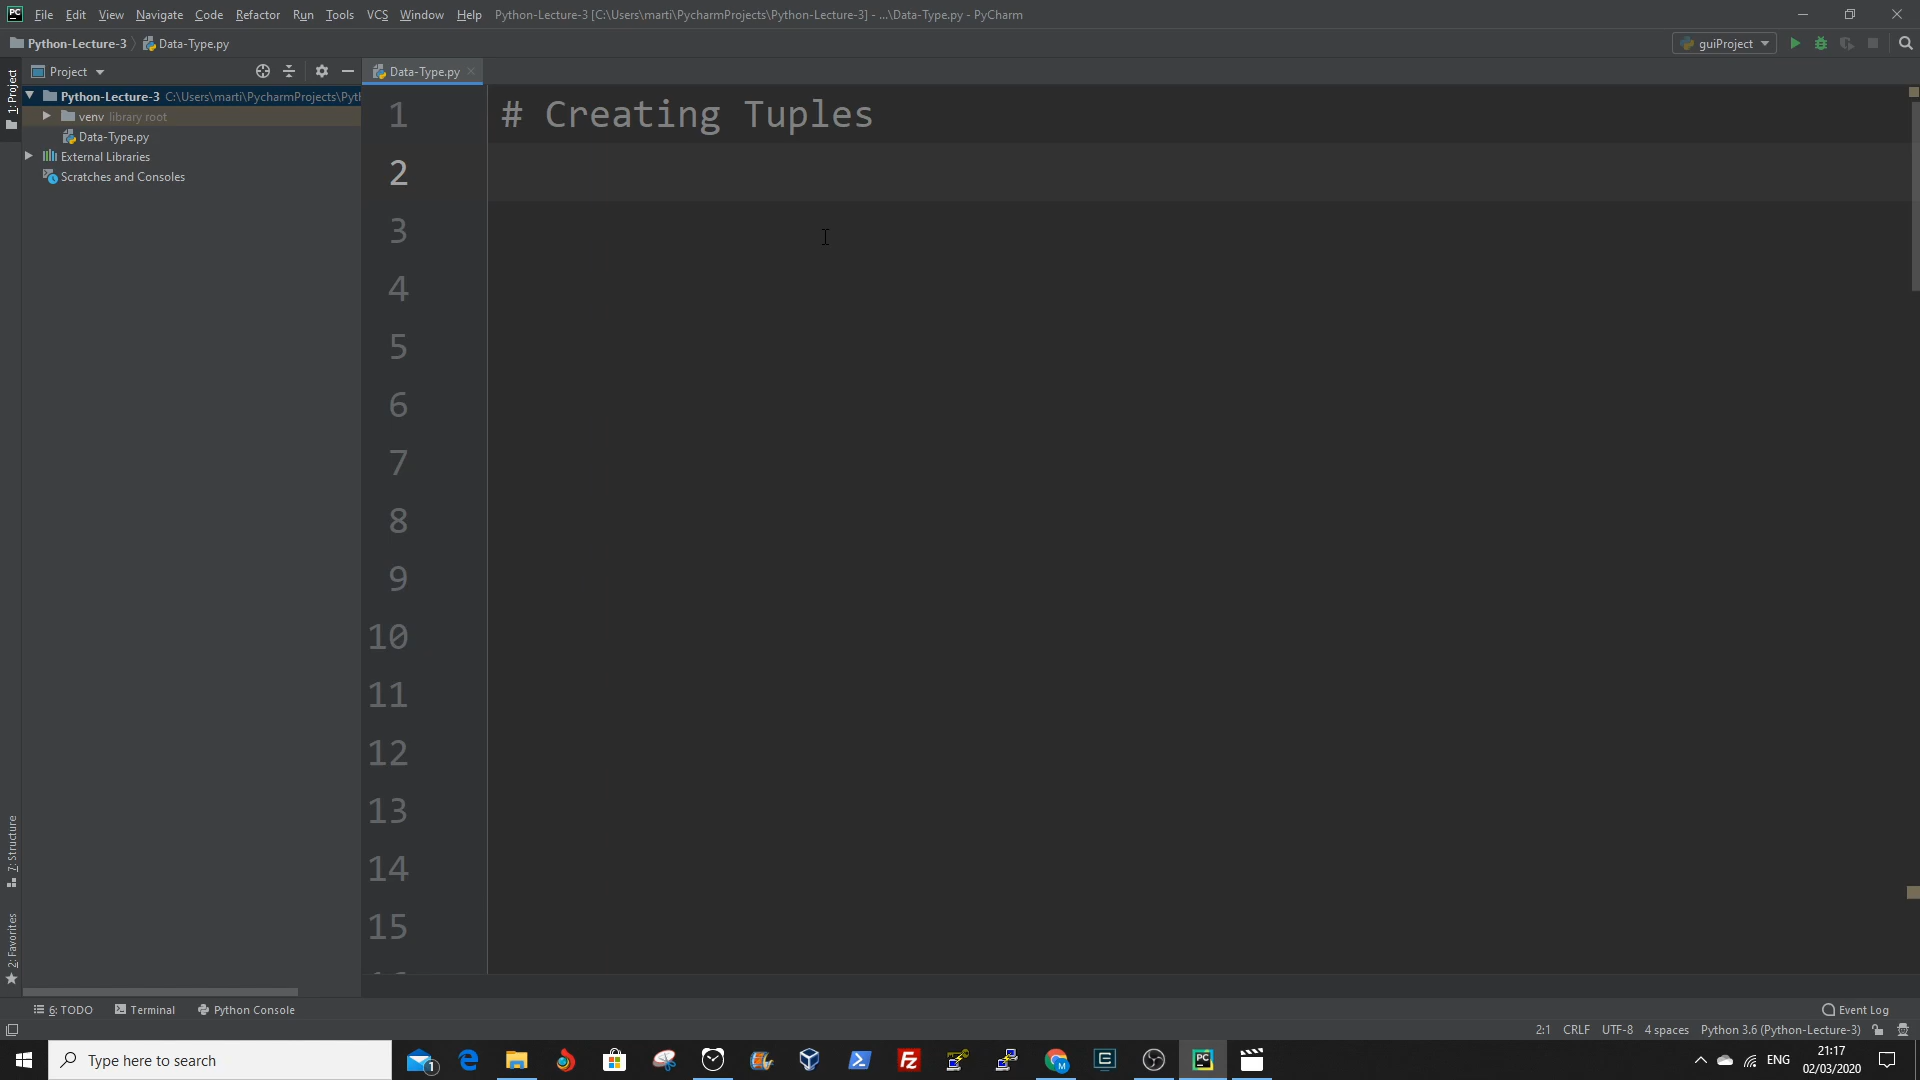 PC File Edit View Navigate Code Refactor Run Tools VCS Window Help Python-Lecture-3 [C:\Users\marti\PycharmProjects\Python-Lecture-3] - ...\Data-Type.py - PyCharm
Python-Lecture-3 Data-Type.py guiProject
1: Project
Project Data-Type.py
Python-Lecture-3 C:\Users\marti\PycharmProjects\Pyt
venv library root
Data-Type.py
External Libraries
Scratches and Consoles
1 # Creating Tuples
2
3
4
5
6
7
8
9
10
11
12
13
14
15
7: Structure
2: Favorites
6: TODO Terminal Python Console Event Log
2:1 CRLF UTF-8 4 spaces Python 3.6 (Python-Lecture-3)
Type here to search
1
Fz
M
PC
ENG
21:17
02/03/2020